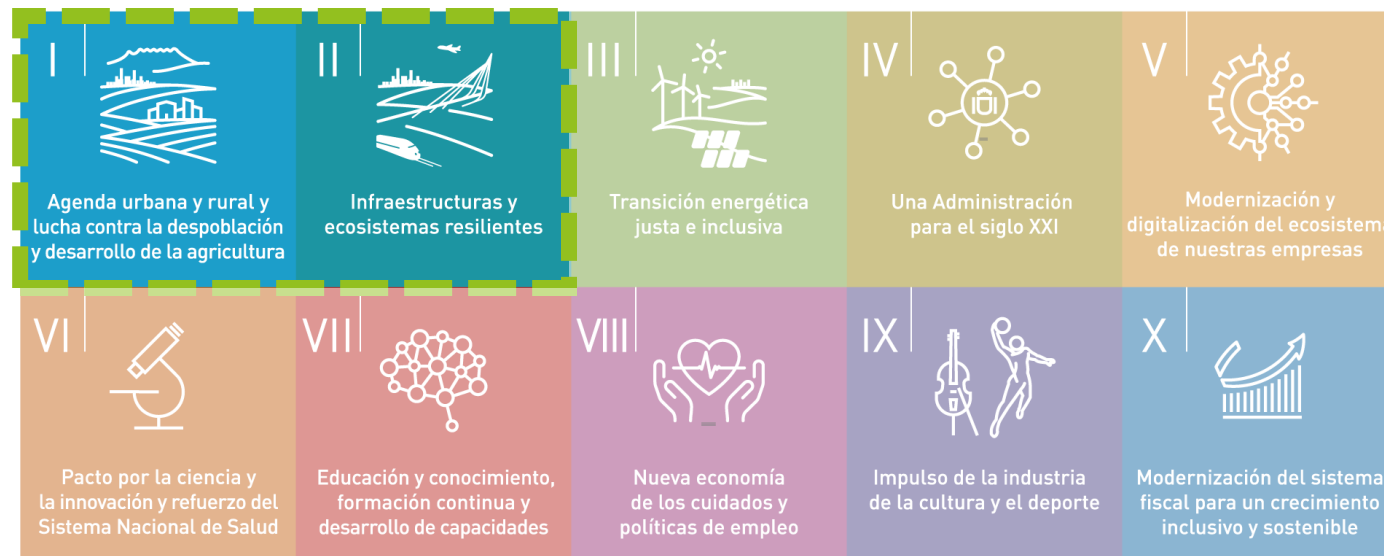 I
Agenda urbana y rural y
lucha contra la despoblación
y desarrollo de la agricultura
II
Infraestructuras y
ecosistemas resilientes
III
Transición energética
justa e inclusiva
IV
Una Administración
para el siglo XXI
V
Modernización y
digitalización del ecosistema
de nuestras empresas
VI
Pacto por la ciencia y
la innovación y refuerzo del
Sistema Nacional de Salud
VII
Educación y conocimiento,
formación continua y
desarrollo de capacidades
VIII
Nueva economía
de los cuidados y
políticas de empleo
IX
Impulso de la industria
de la cultura y el deporte
X
Modernización del sistema
fiscal para un crecimiento
inclusivo y sostenible